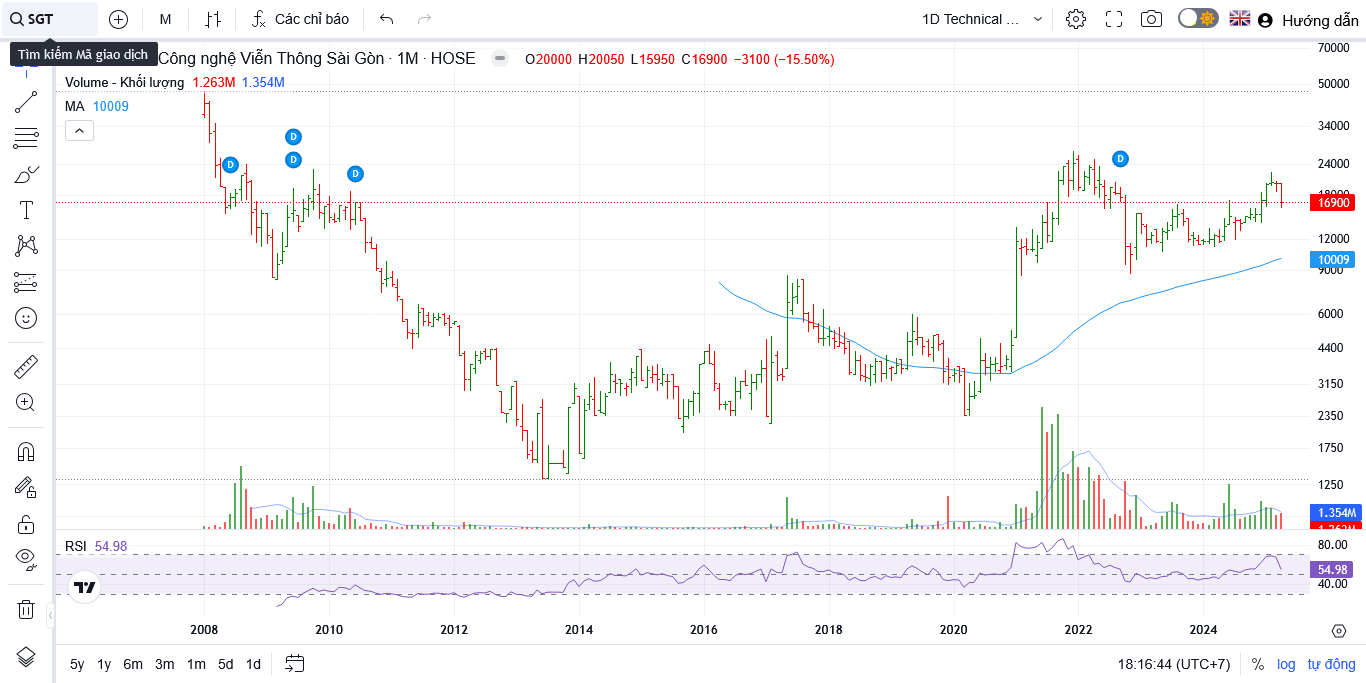 SGT
M
Các chỉ báo
1D Technical ...
Hướng dẫn
Tìm kiếm Mã giao dịch
Công nghệ Viễn Thông Sài Gòn · 1M · HOSE
O20000 H20050 L15950 C16900 −3100 (−15.50%)
Volume - Khối lượng 1.263M 1.354M
MA 10009
D
D
D
D
D
70000
50000
34000
24000
18000
16900
12000
10009
9000
6000
4400
3150
2350
1750
1250
1.354M
1.263M
RSI 54.98
80.00
54.98
40.00
2008 2010 2012 2014 2016 2018 2020 2022 2024
5y 1y 6m 3m 1m 5d 1d
18:16:44 (UTC+7)
% log tự động